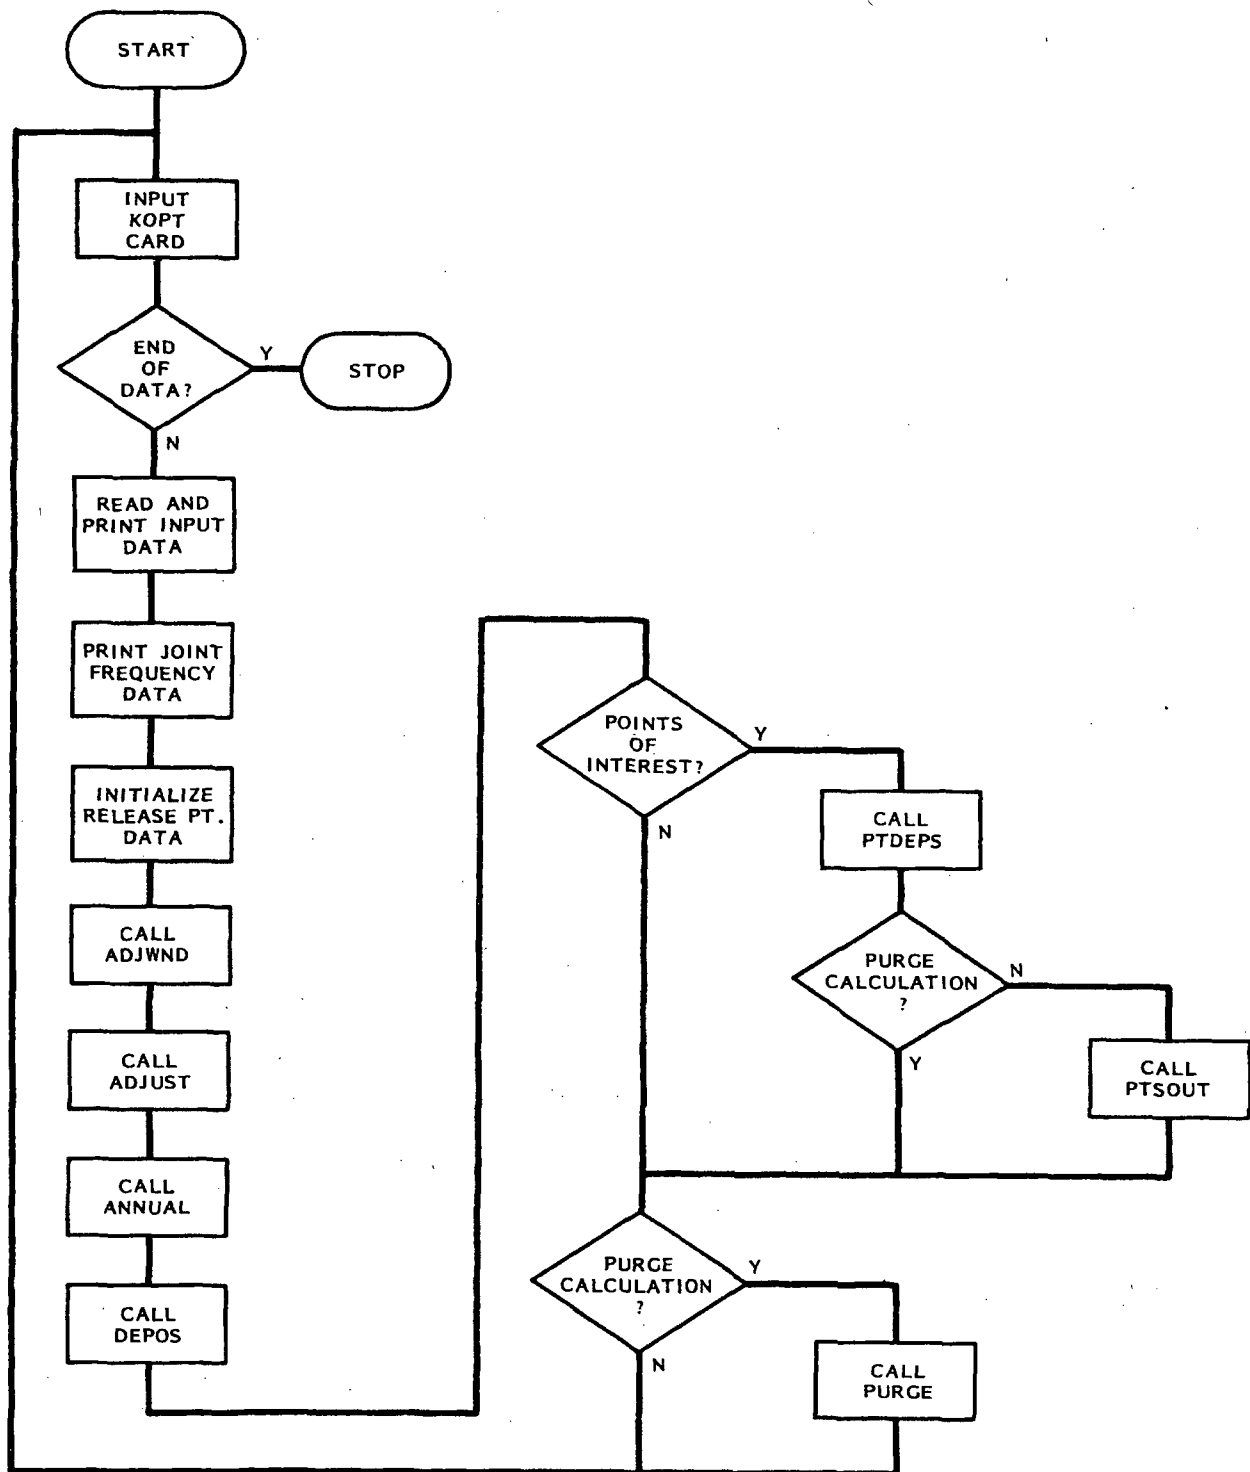 START
INPUT
KOPT
CARD
END
OF
DATA?
Y
STOP
N
READ AND
PRINT INPUT
DATA
PRINT JOINT
FREQUENCY
DATA
INITIALIZE
RELEASE PT.
DATA
CALL
ADJWND
CALL
ADJUST
CALL
ANNUAL
CALL
DEPOS
POINTS
OF
INTEREST?
Y
N
CALL
PTDEPS
PURGE
CALCULATION
?
N
Y
CALL
PTSOUT
PURGE
CALCULATION
?
Y
N
CALL
PURGE